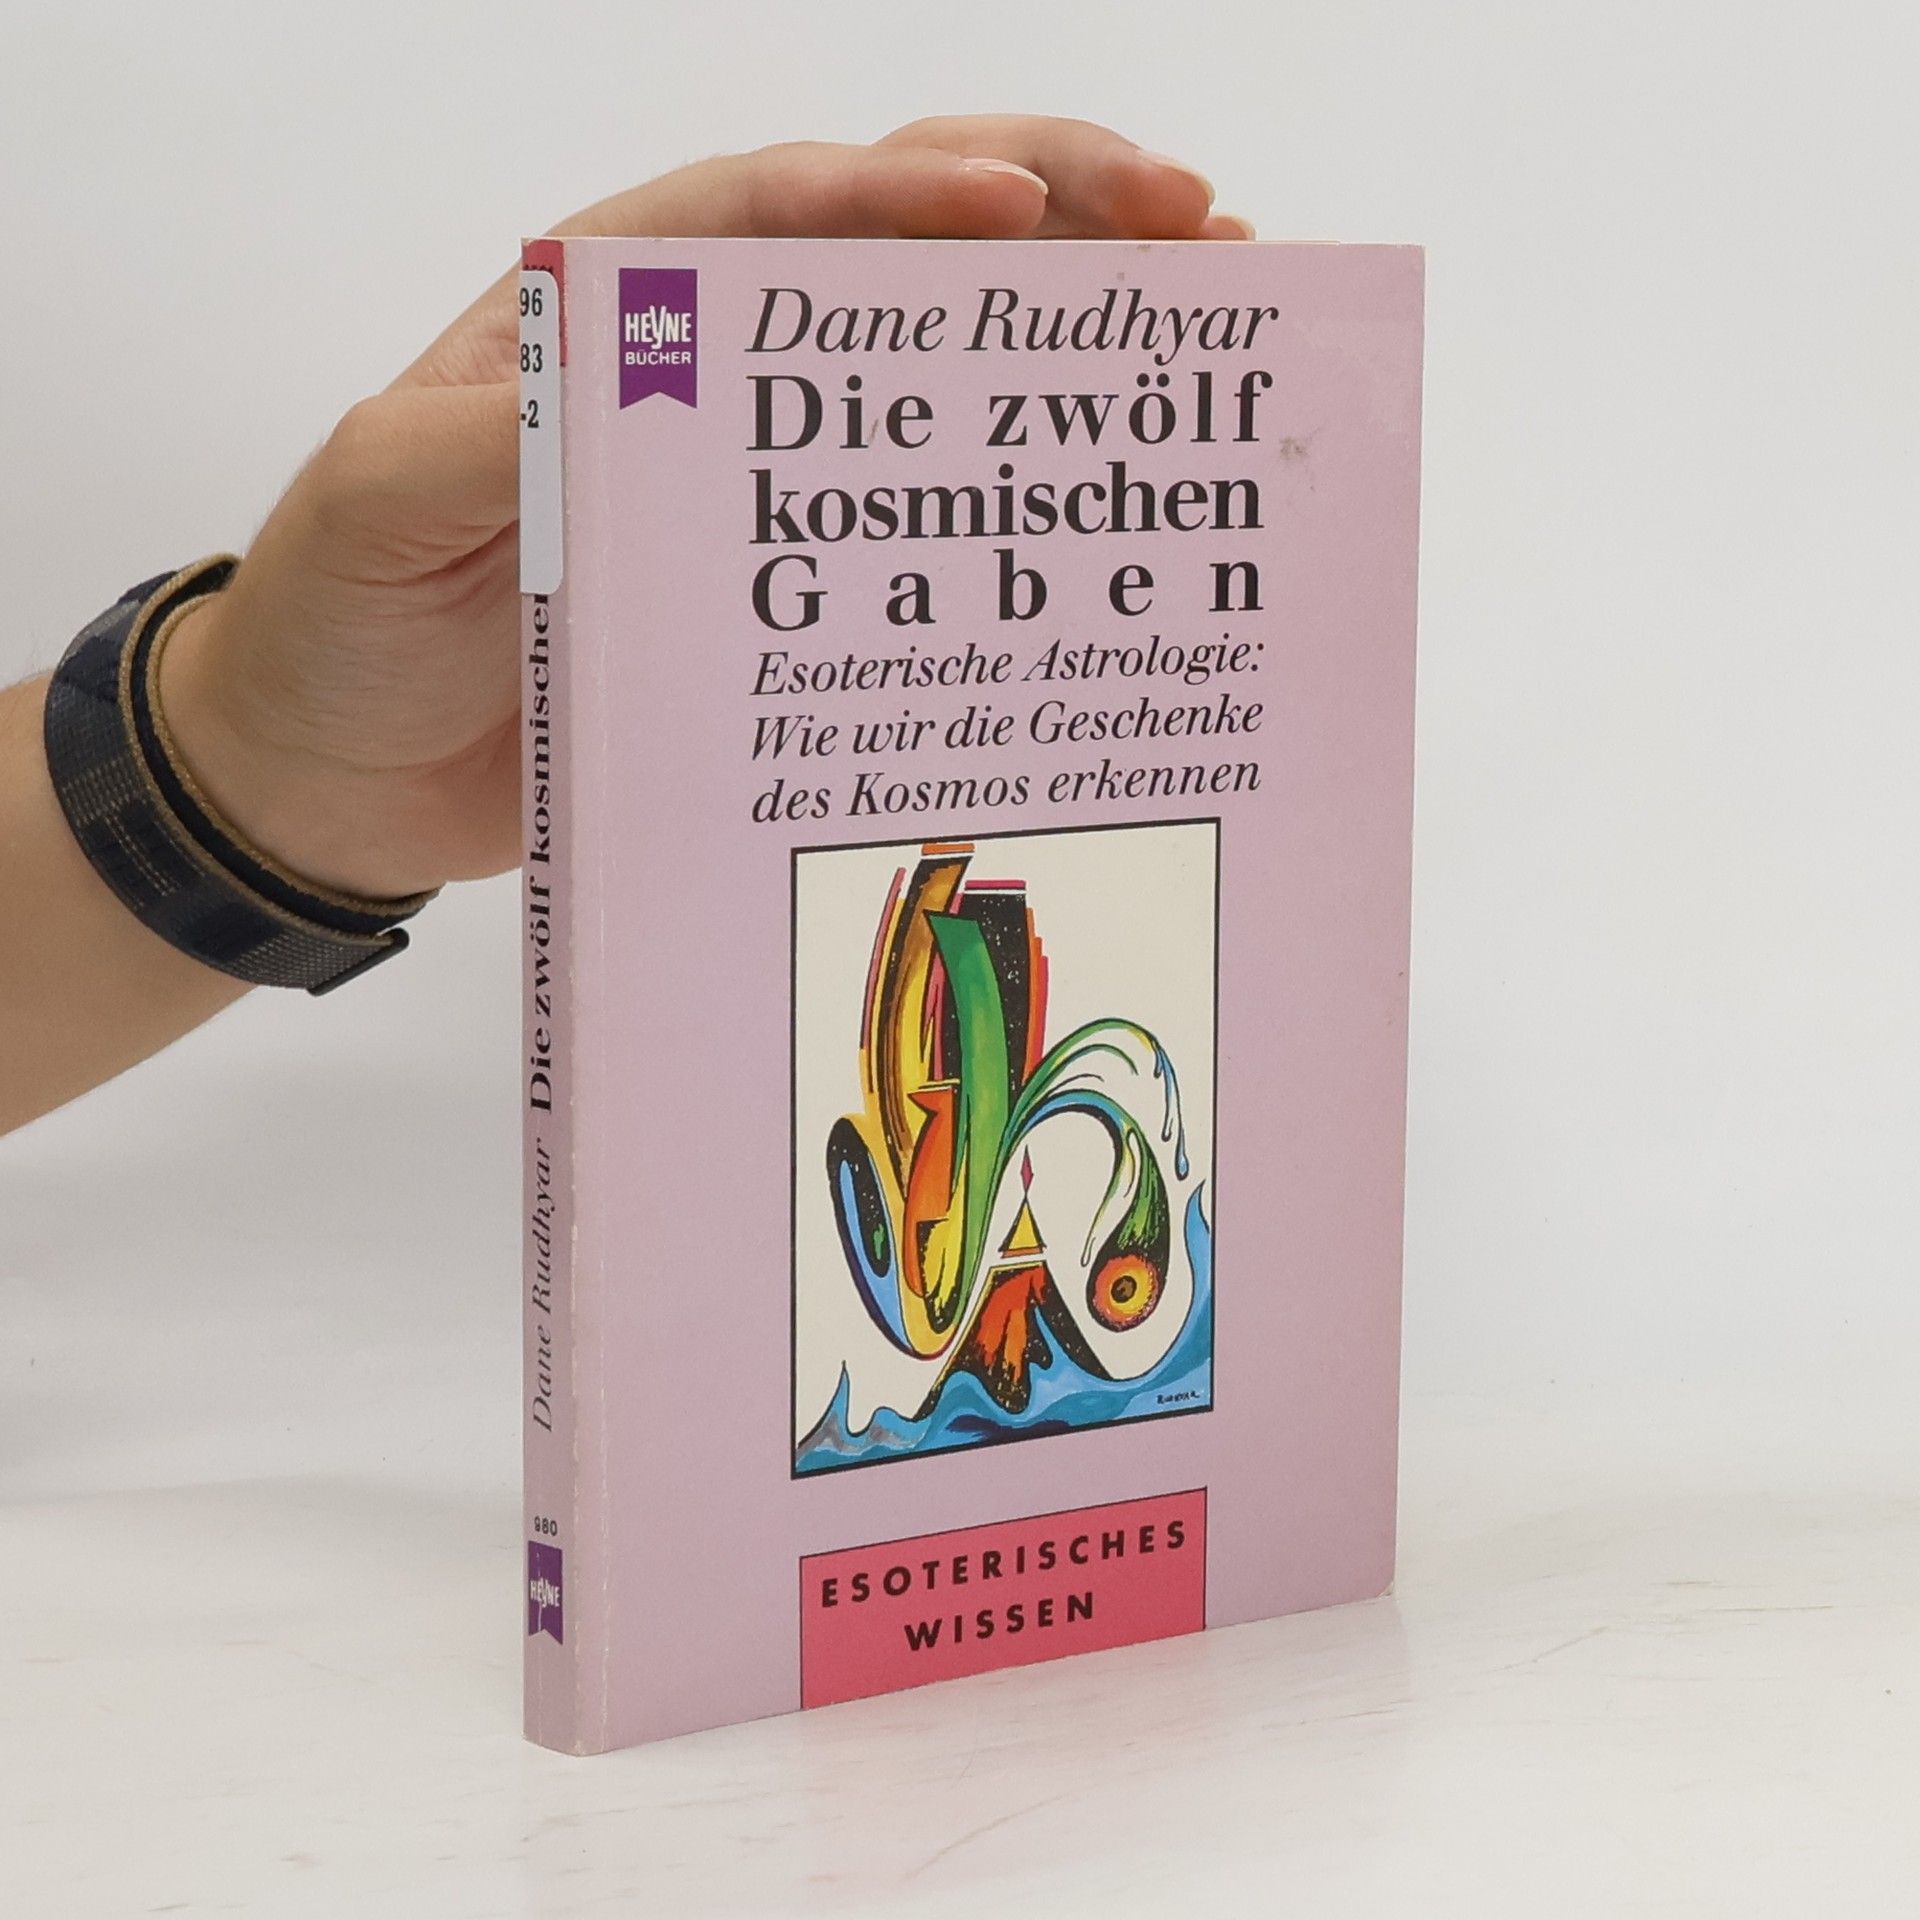 96
83
-2
Dane Rudhyar Die zwölf kosmischen
980
HEYNE
HEYNE
BÜCHER
Dane Rudhyar
Die zwölf
kosmischen
Gaben
Esoterische Astrologie:
Wie wir die Geschenke
des Kosmos erkennen
RUDHYAR
ESOTERISCHES
WISSEN